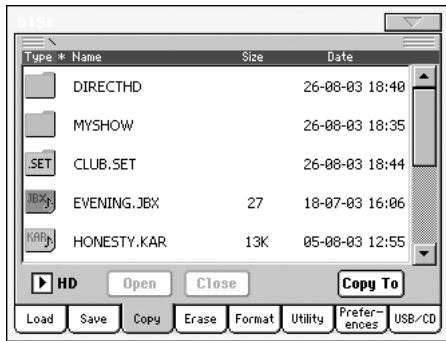 DISK
Type * Name Size Date
DIRECTHD 26-08-03 18:40
MYSHOW 26-08-03 18:35
.SET CLUB.SET 26-08-03 18:44
JBX EVENING.JBX 27 18-07-03 16:06
KAR HONESTY.KAR 13K 05-08-03 12:55
HD Open Close Copy To
Load Save Copy Erase Format Utility Prefer-ences USB/CD